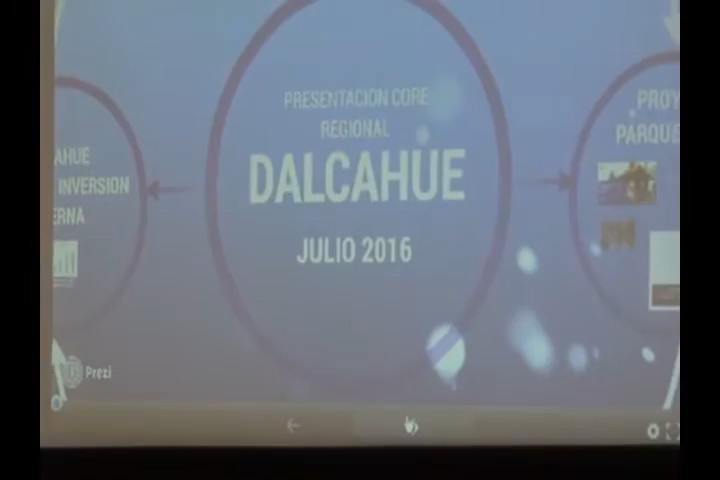 PRESENTACION CORE
REGIONAL
DALCAHUE
JULIO 2016
AHUE
INVERSION
ERNA
PROY
PARQUE
Prezi